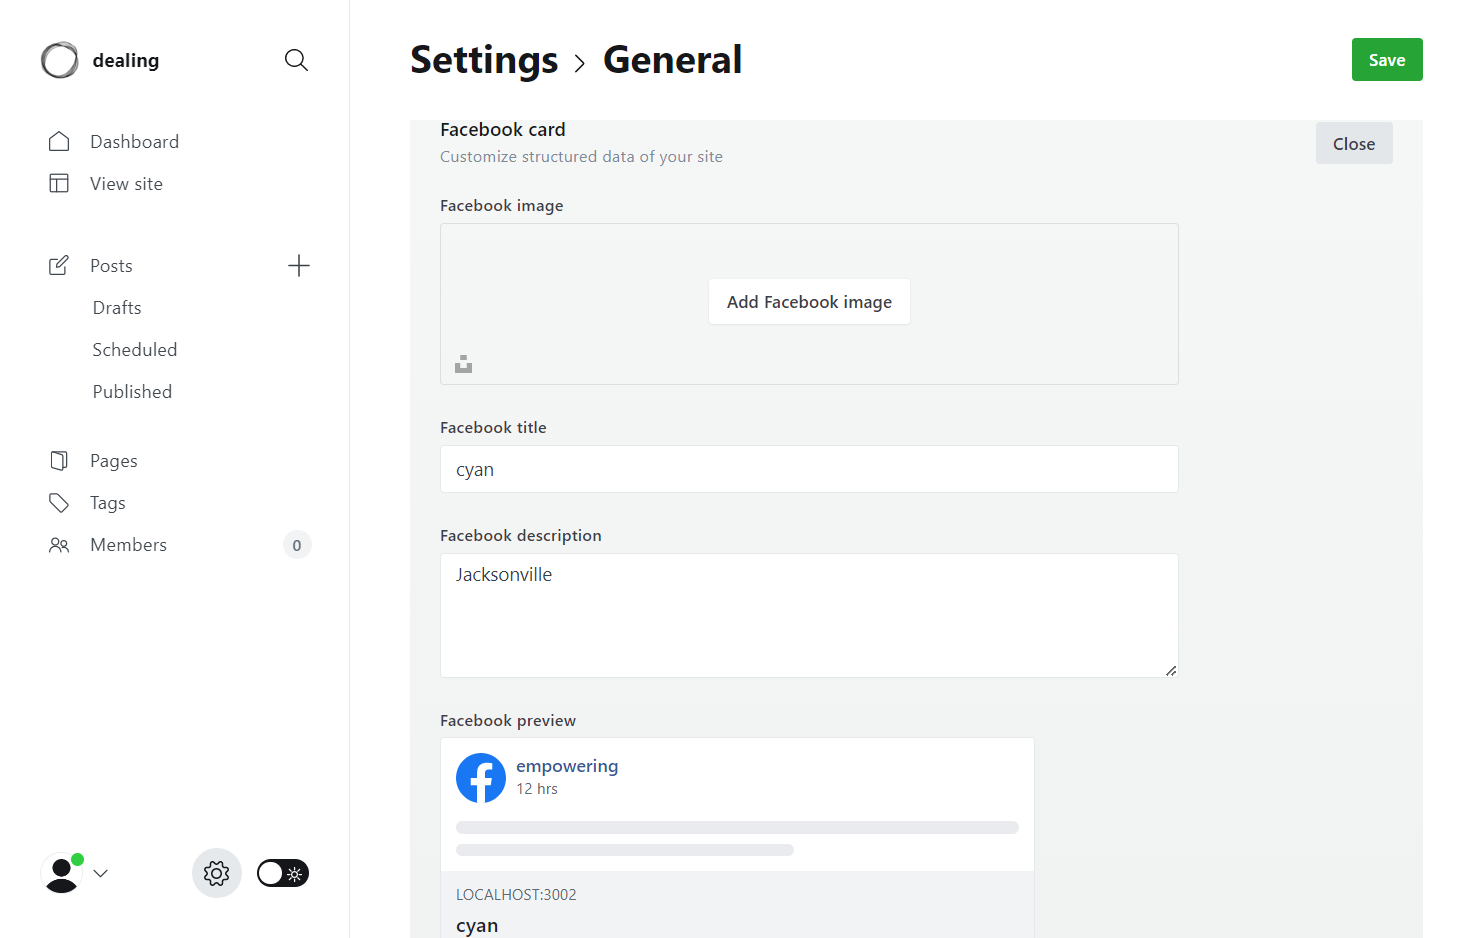 dealing
Dashboard
View site
Posts
Drafts
Scheduled
Published
Pages
Tags
Members
0
Settings
General
Save
Facebook card
Customize structured data of your site
Close
Facebook image
Add Facebook image
Facebook title
cyan
Facebook description
Jacksonville
Facebook preview
empowering
12 hrs
LOCALHOST:3002
cyan